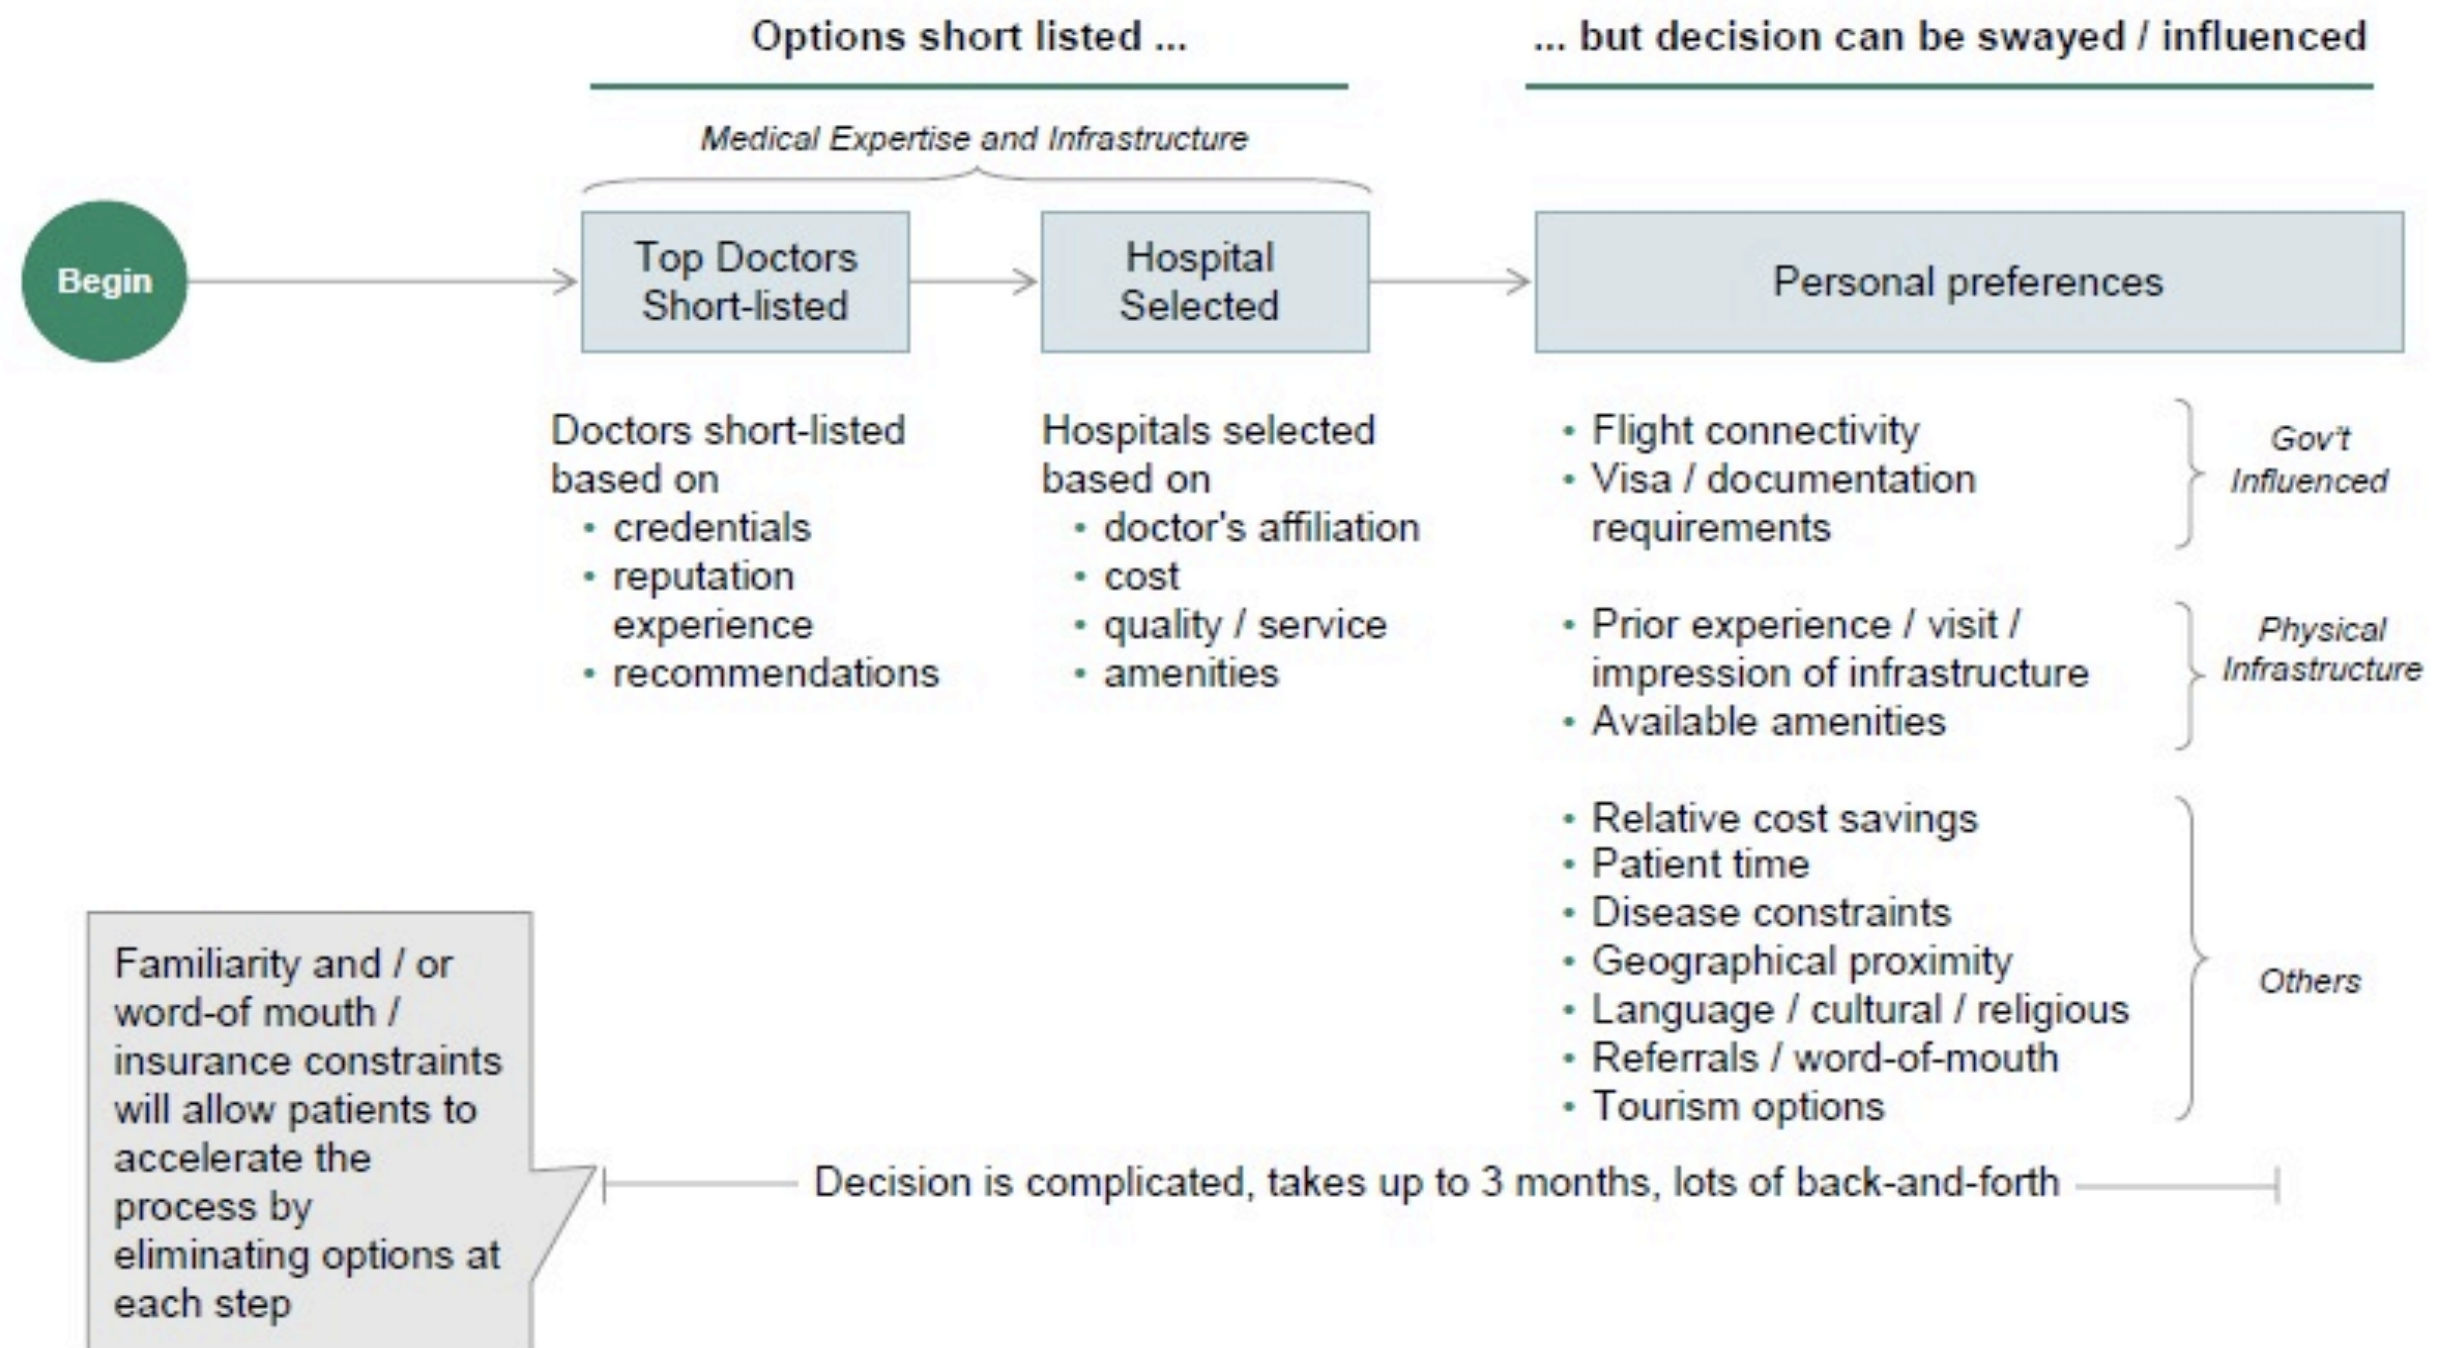 Options short listed ...
... but decision can be swayed / influenced
Medical Expertise and Infrastructure
Begin
Top Doctors
Short-listed
Hospital
Selected
Personal preferences
Doctors short-listed
based on
• credentials
• reputation
experience
• recommendations
Hospitals selected
based on
• doctor's affiliation
• cost
• quality / service
• amenities
• Flight connectivity
• Visa / documentation
requirements
Gov't
Influenced
• Prior experience / visit /
impression of infrastructure
• Available amenities
Physical
Infrastructure
• Relative cost savings
• Patient time
• Disease constraints
• Geographical proximity
• Language / cultural / religious
• Referrals / word-of-mouth
• Tourism options
Others
Familiarity and / or
word-of mouth /
insurance constraints
will allow patients to
accelerate the
process by
eliminating options at
each step
Decision is complicated, takes up to 3 months, lots of back-and-forth